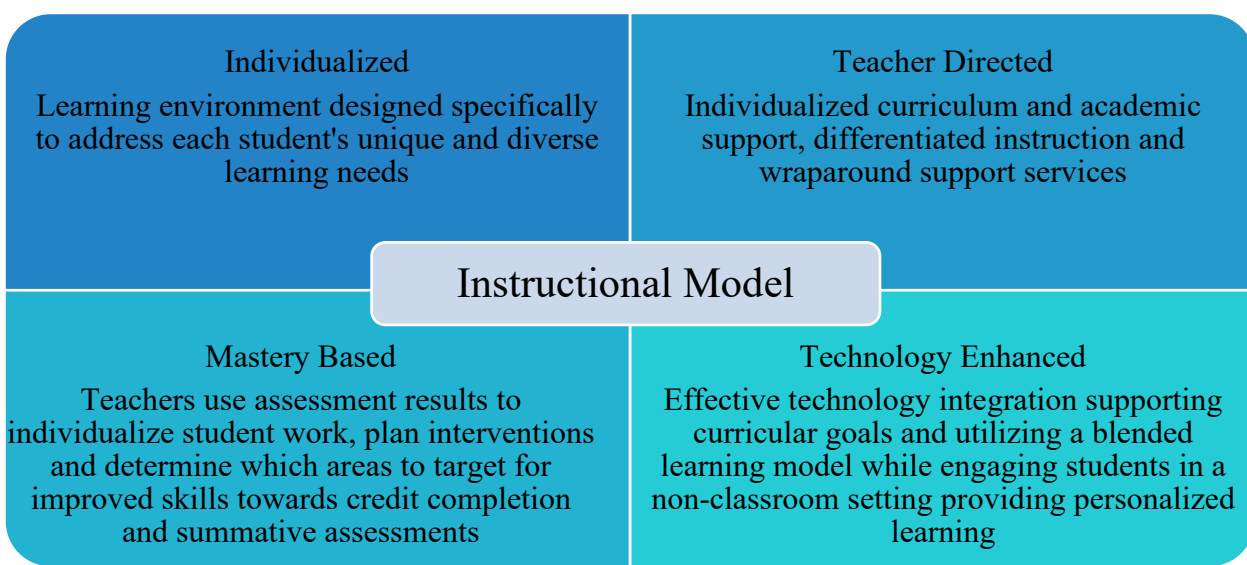 Individualized
Learning environment designed specifically
to address each student's unique and diverse
learning needs
Teacher Directed
Individualized curriculum and academic
support, differentiated instruction and
wraparound support services
Instructional Model
Mastery Based
Teachers use assessment results to
individualize student work, plan interventions
and determine which areas to target for
improved skills towards credit completion
and summative assessments
Technology Enhanced
Effective technology integration supporting
curricular goals and utilizing a blended
learning model while engaging students in a
non-classroom setting providing personalized
learning